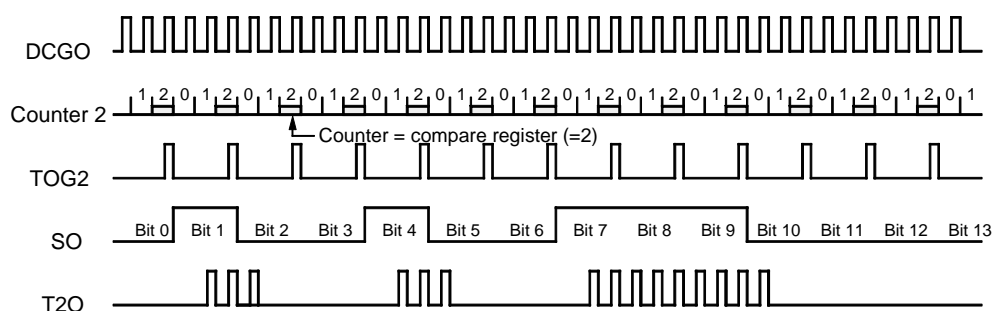 DCGO
1 2 0 1 2 0 1 2 0 1 2 0 1 2 0 1 2 0 1 2 0 1 2 0 1 2 0 1 2 0 1 2 0 1 2 0 1 2 0 1
Counter 2
Counter = compare register (=2)
TOG2
SO Bit 0 Bit 1 Bit 2 Bit 3 Bit 4 Bit 5 Bit 6 Bit 7 Bit 8 Bit 9 Bit 10 Bit 11 Bit 12 Bit 13
T2O